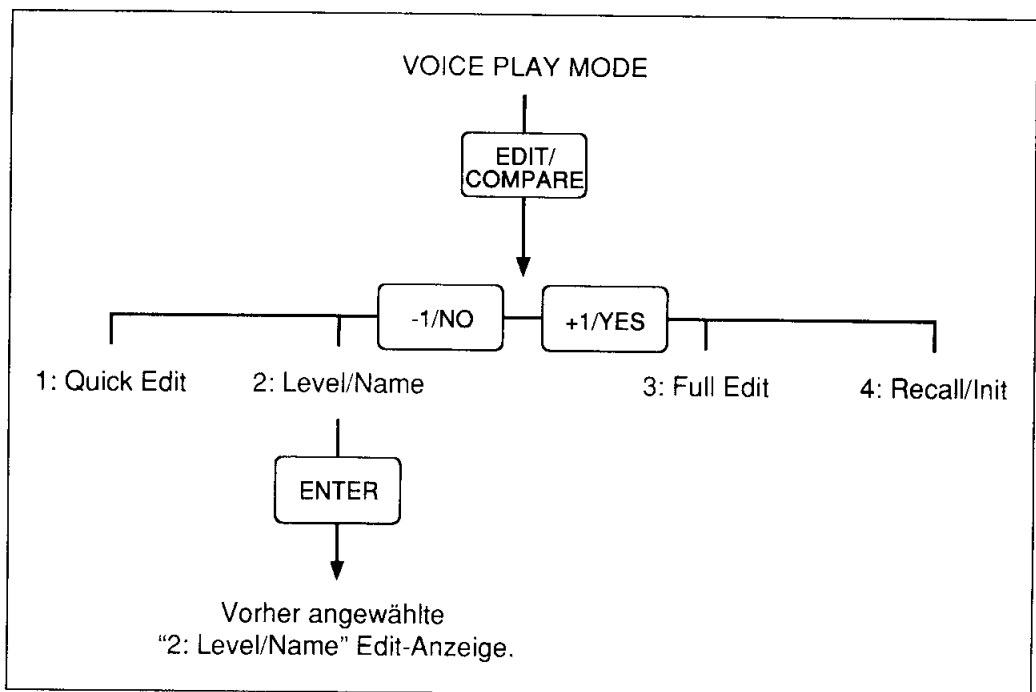 VOICE PLAY MODE
EDIT/
COMPARE
-1/NO
+1/YES
1: Quick Edit
2: Level/Name
3: Full Edit
4: Recall/Init
ENTER
Vorher angewählte
“2: Level/Name” Edit-Anzeige.